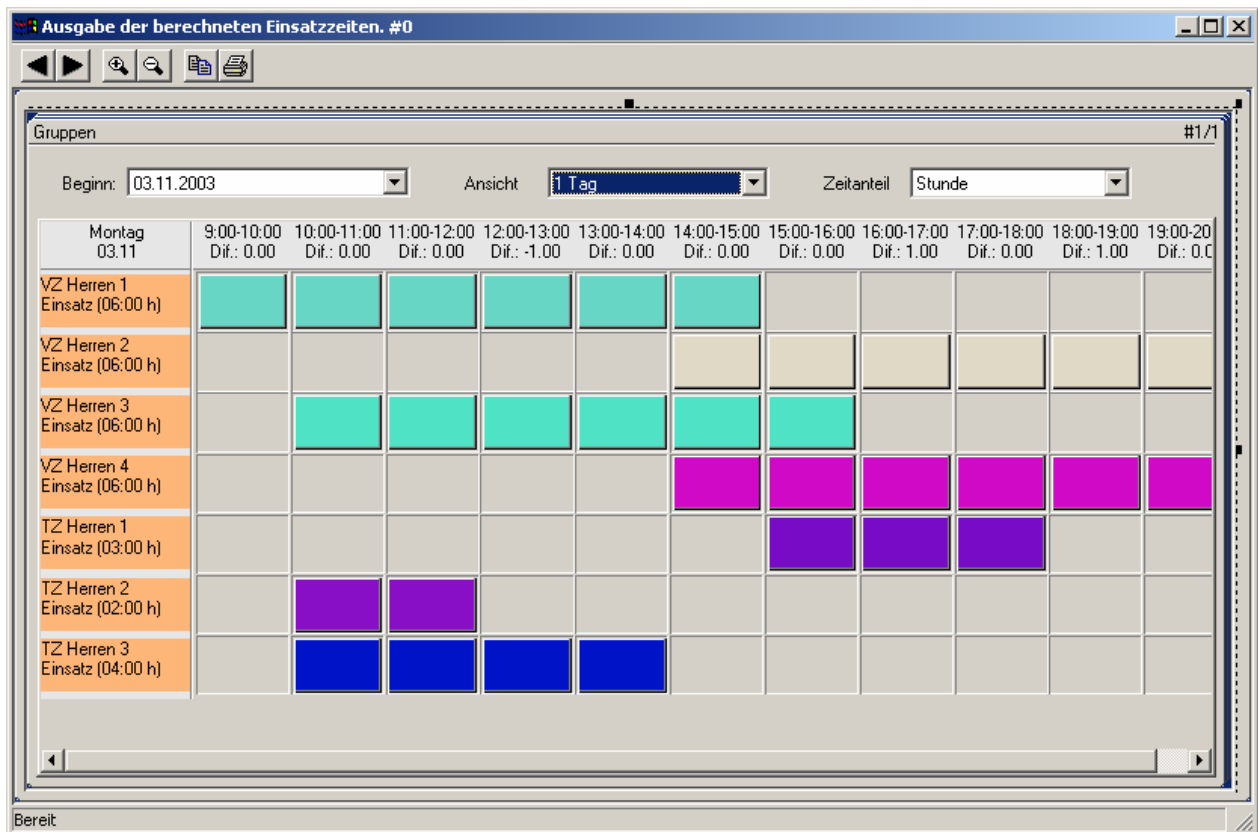 Ausgabe der berechneten Einsatzzeiten. #0
Gruppen #1/1
Beginn: 03.11.2003 Ansicht 1 Tag Zeitanteil Stunde
Montag 9:00-10:00 10:00-11:00 11:00-12:00 12:00-13:00 13:00-14:00 14:00-15:00 15:00-16:00 16:00-17:00 17:00-18:00 18:00-19:00 19:00-20
03.11 Dif.: 0.00 Dif.: 0.00 Dif.: 0.00 Dif.: -1.00 Dif.: 0.00 Dif.: 0.00 Dif.: 0.00 Dif.: 1.00 Dif.: 0.00 Dif.: 1.00 Dif.: 0.0
VZ Herren 1
Einsatz (06:00 h)
VZ Herren 2
Einsatz (06:00 h)
VZ Herren 3
Einsatz (06:00 h)
VZ Herren 4
Einsatz (06:00 h)
TZ Herren 1
Einsatz (03:00 h)
TZ Herren 2
Einsatz (02:00 h)
TZ Herren 3
Einsatz (04:00 h)
Bereit